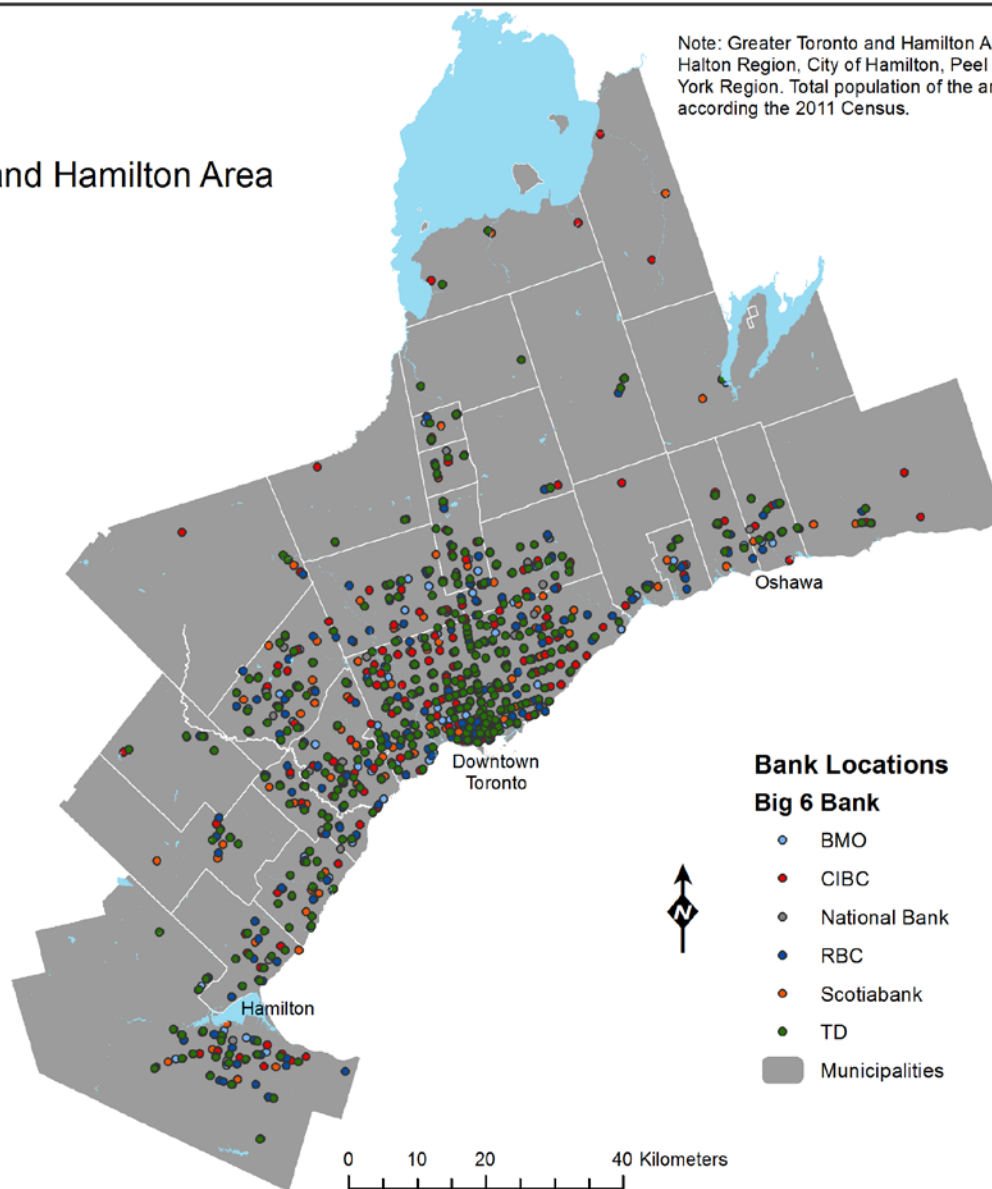 Note: Greater Toronto and Hamilton A
Halton Region, City of Hamilton, Peel
York Region. Total population of the ar
according the 2011 Census.
and Hamilton Area
Oshawa
Downtown
Toronto
Hamilton
Bank Locations
Big 6 Bank
BMO
CIBC
National Bank
RBC
Scotiabank
TD
Municipalities
N
0 10 20 40 Kilometers